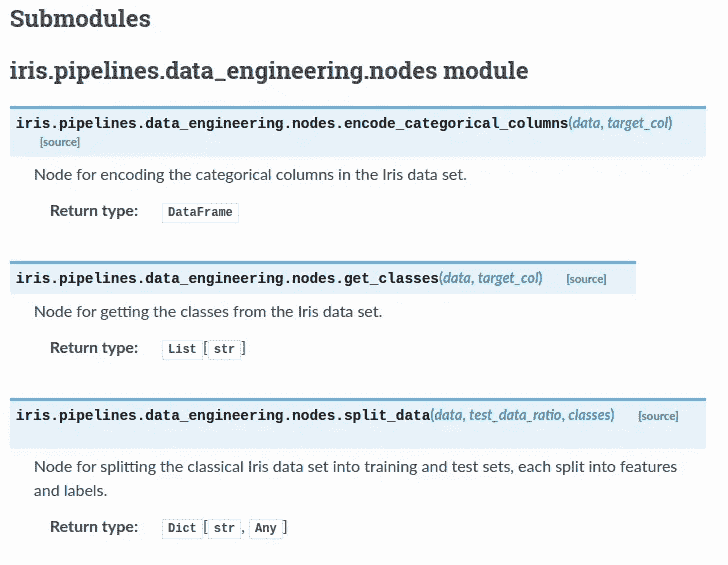 Submodules
iris.pipelines.data_engineering.nodes module
iris.pipelines.data_engineering.nodes.encode_categorical_columns(data, target_col)
[source]
Node for encoding the categorical columns in the Iris data set.
Return type: DataFrame
iris.pipelines.data_engineering.nodes.get_classes(data, target_col) [source]
Node for getting the classes from the Iris data set.
Return type: List [ str ]
iris.pipelines.data_engineering.nodes.split_data(data, test_data_ratio, classes) [source]
Node for splitting the classical Iris data set into training and test sets, each split into features
and labels.
Return type: Dict [ str , Any ]